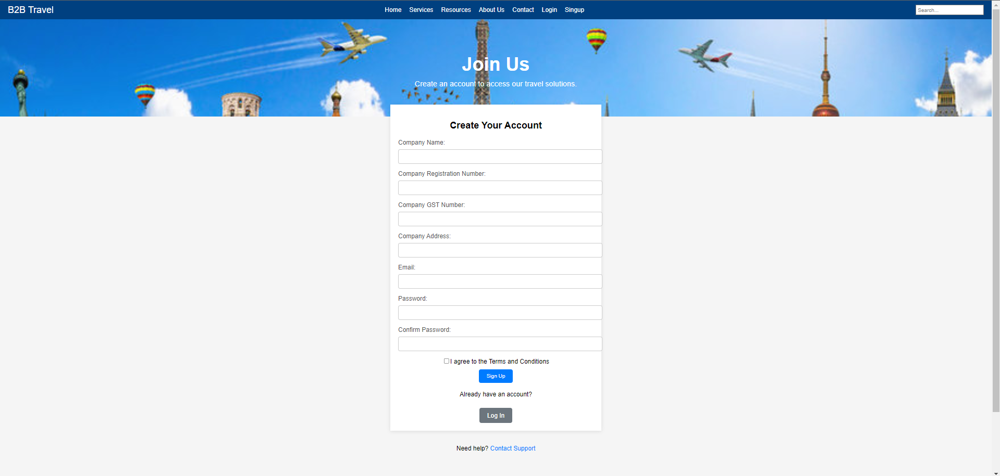 B2B Travel
Home Services Resources About Us Contact Login Singup
Search...
Join Us
Create an account to access our travel solutions.
Create Your Account
Company Name:
Company Registration Number:
Company GST Number:
Company Address:
Email:
Password:
Confirm Password:
I agree to the Terms and Conditions
Sign Up
Already have an account?
Log In
Need help? Contact Support